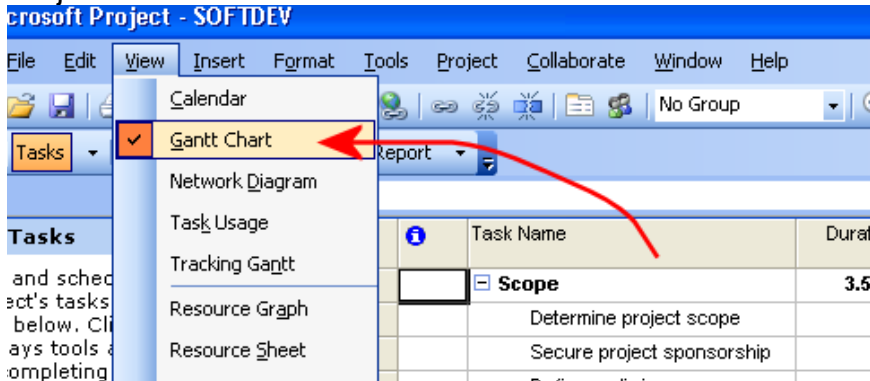 crosoft Project - SOFTDEV
File Edit View Insert Format Tools Project Collaborate Window Help
Calendar
No Group
Gantt Chart
Tasks
Report
Network Diagram
Task Usage
Tasks
Task Name
Durat
Tracking Gantt
and sched
Scope
3.5
ect's tasks
Resource Graph
Determine project scope
below. Cli
ays tools a
Resource Sheet
Secure project sponsorship
completing